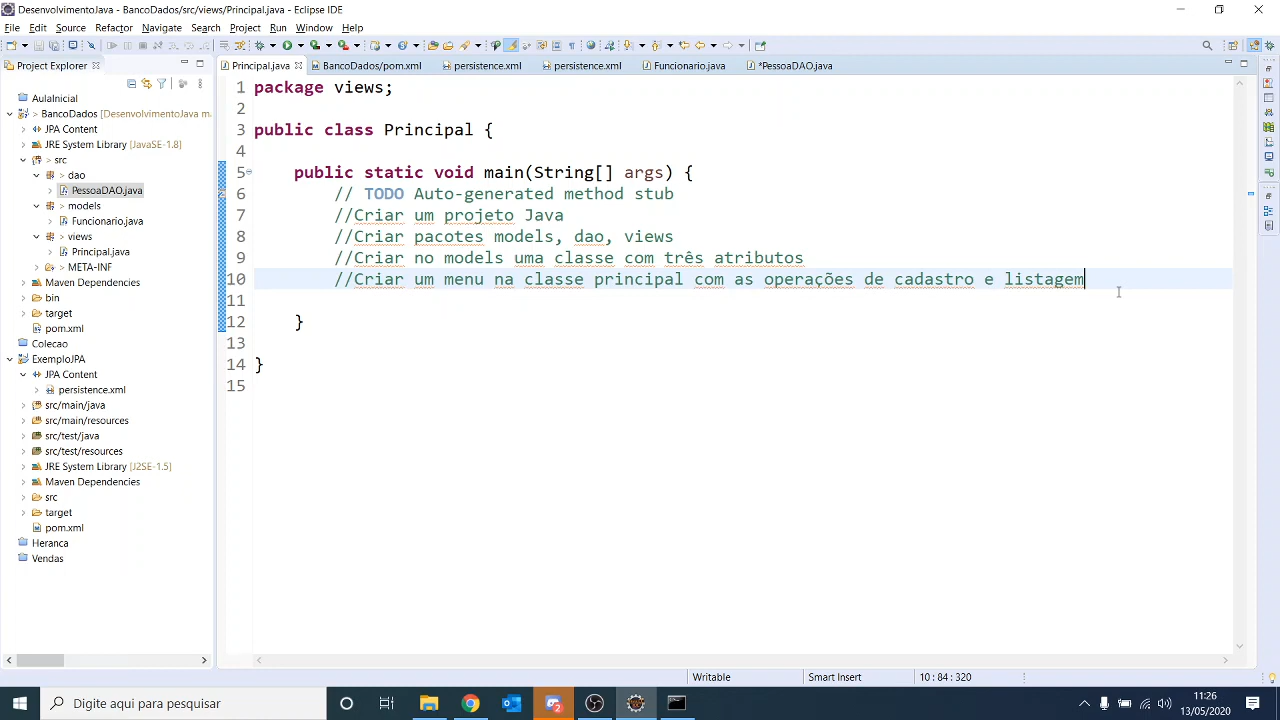 DesenvolvimentoJava - BancoDados/src/views/Principal.java - Eclipse IDE
File Edit Source Refactor Navigate Search Project Run Window Help
Project Explorer
Principal.java BancoDados/pom.xml persistence.xml persistence.xml Funcionario.java *PessoaDAO.java
AulaInicial
> BancoDados [DesenvolvimentoJava m
JPA Content
JRE System Library [JavaSE-1.8]
> src
> dao
PessoaDAO.java
> models
> Funcionario.java
> views
> Principal.java
> META-INF
Maven Dependencies
bin
> target
pom.xml
Colecao
ExemploJPA
JPA Content
persistence.xml
src/main/java
src/main/resources
src/test/java
src/test/resources
JRE System Library [J2SE-1.5]
Maven Dependencies
src
target
pom.xml
Heranca
Vendas
1 package views;
2
3 public class Principal {
4
5 public static void main(String[] args) {
6 // TODO Auto-generated method stub
7 //Criar um projeto Java
8 //Criar pacotes models, dao, views
9 //Criar no models uma classe com três atributos
10 //Criar um menu na classe principal com as operações de cadastro e listagem
11
12 }
13
14 }
15
Writable Smart Insert 10 : 84 : 320
Digite aqui para pesquisar
11:26
13/05/2020